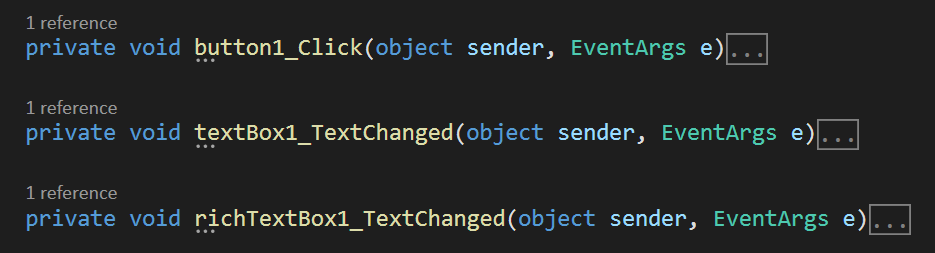 1 reference
private void button1_Click(object sender, EventArgs e)...
1 reference
private void textBox1_TextChanged(object sender, EventArgs e)...
1 reference
private void richTextBox1_TextChanged(object sender, EventArgs e)...